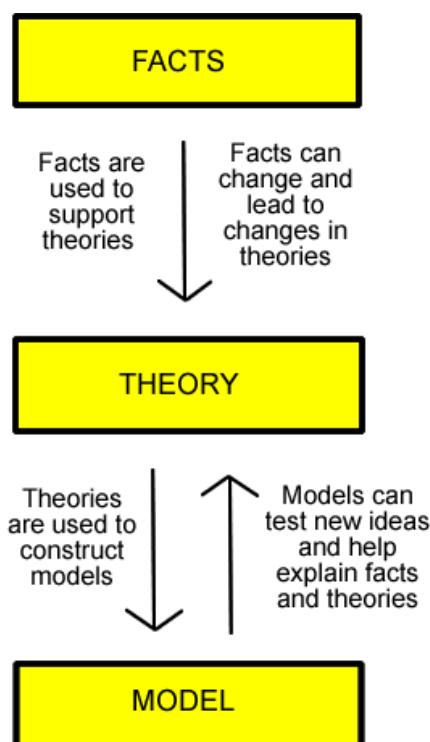 FACTS
Facts are
used to
support
theories
Facts can
change and
lead to
changes in
theories
THEORY
Theories
are used to
construct
models
Models can
test new ideas
and help
explain facts
and theories
MODEL